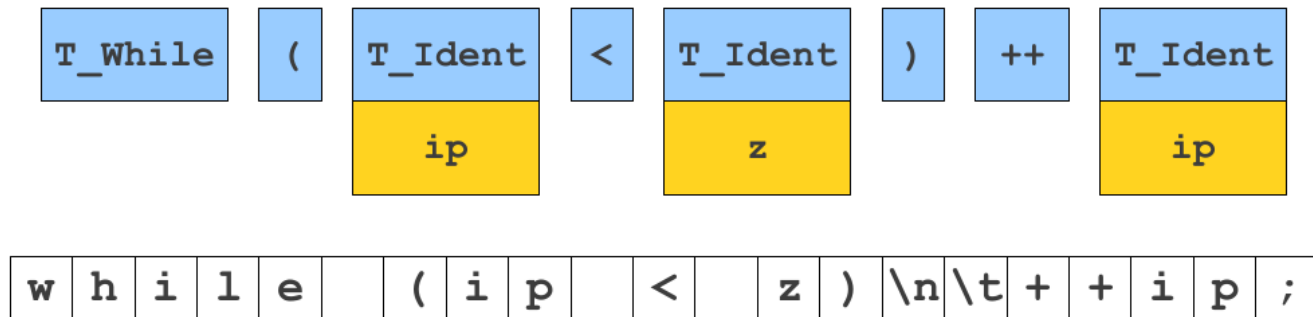 T_While ( T_Ident < T_Ident ) ++ T_Ident
ip z ip
w h i l e ( i p < z ) \n \t + + i p ;